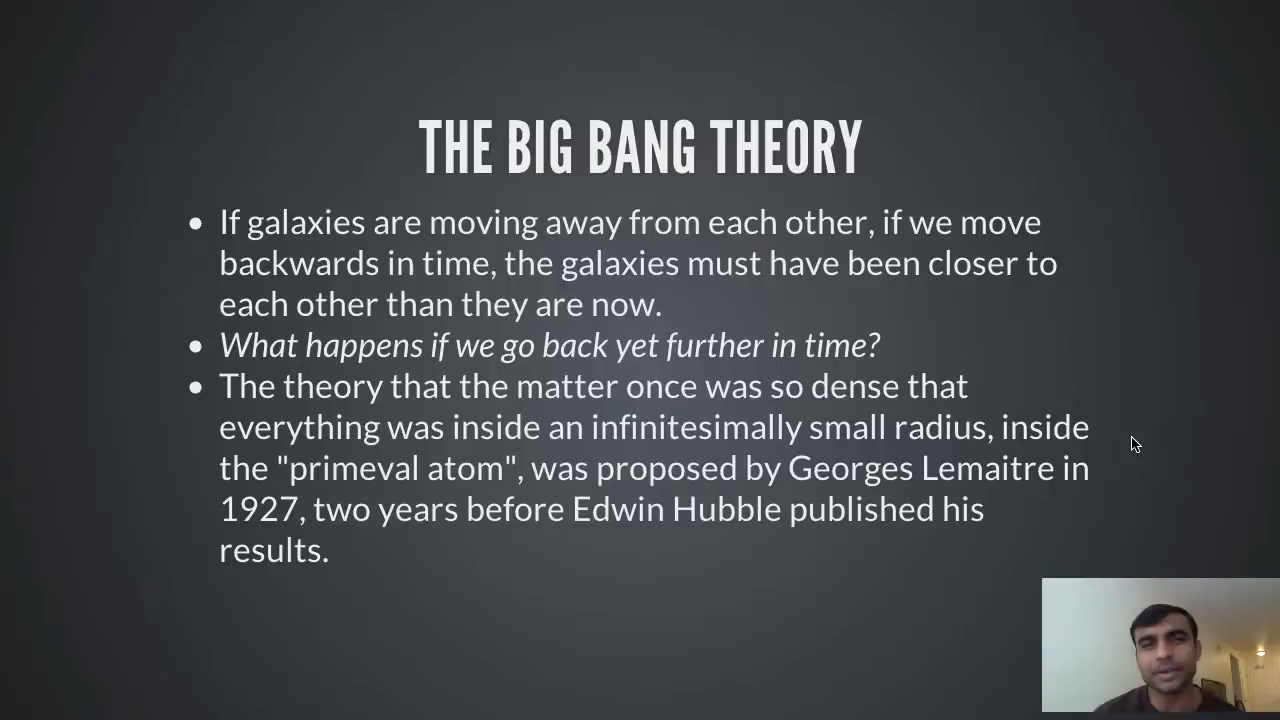 THE BIG BANG THEORY
If galaxies are moving away from each other, if we move
backwards in time, the galaxies must have been closer to
each other than they are now.
What happens if we go back yet further in time?
The theory that the matter once was so dense that
everything was inside an infinitesimally small radius, inside
the "primeval atom", was proposed by Georges Lemaitre in
1927, two years before Edwin Hubble published his
results.